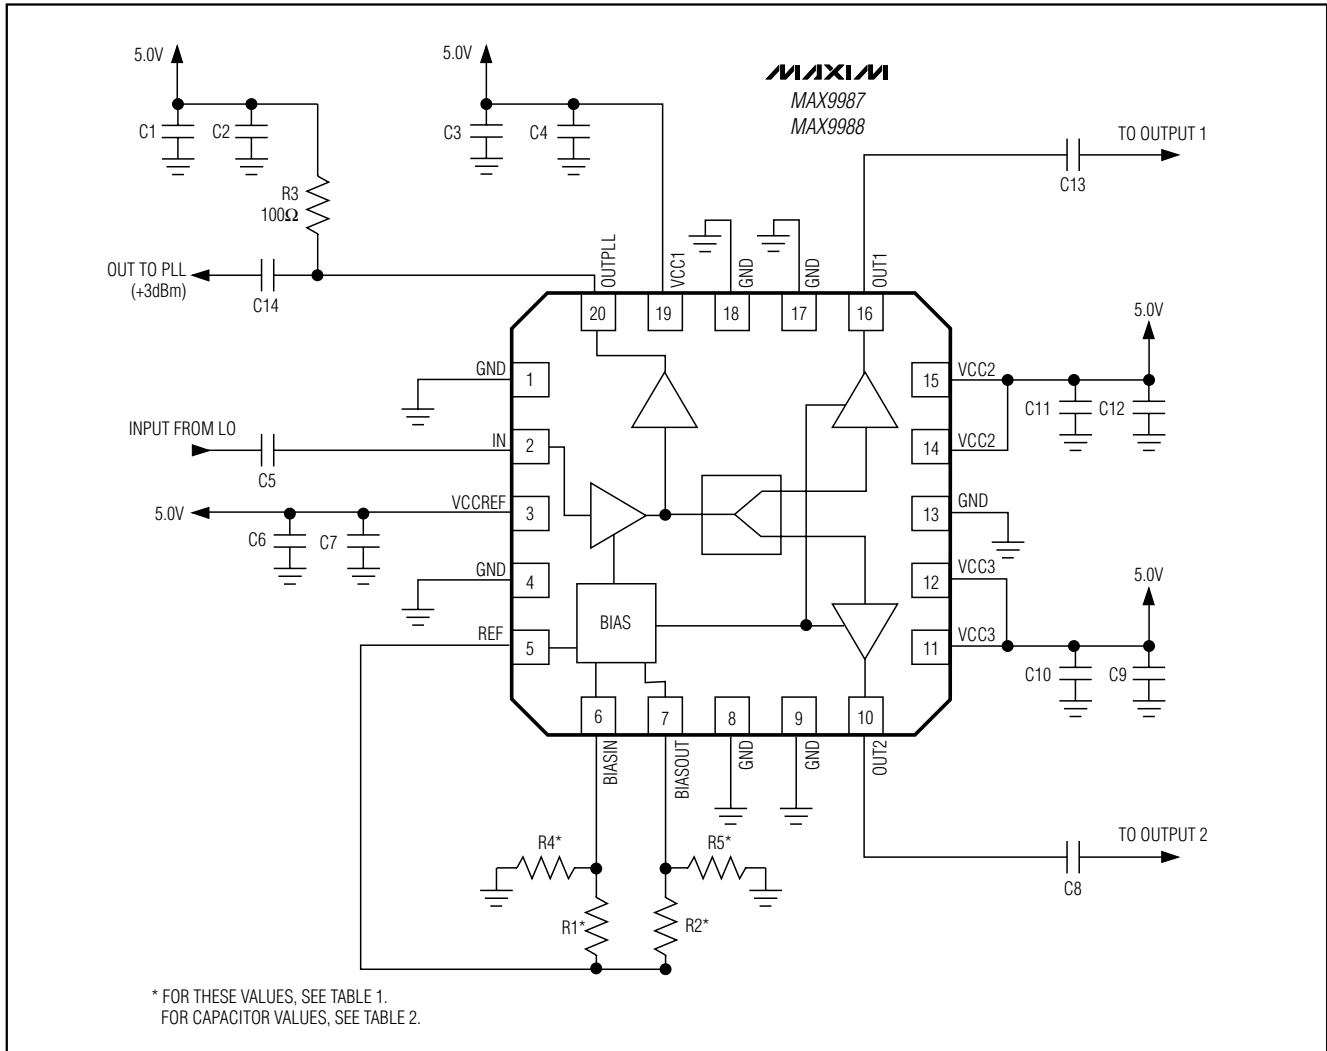 5.0V
5.0V
MAXIM
MAX9987
MAX9988
C1
C2
C3
C4
TO OUTPUT 1
C13
R3
100Ω
OUT TO PLL
(+3dBm)
C14
OUTPLL
VCC1
GND
GND
OUT1
20
19
18
17
16
5.0V
GND
1
15
VCC2
C11
C12
INPUT FROM LO
C5
IN
2
14
VCC2
5.0V
VCCREF
3
13
GND
C6
C7
GND
4
12
VCC3
5.0V
BIAS
REF
5
11
VCC3
C10
C9
6
7
8
9
10
BIASIN
BIASOUT
GND
GND
OUT2
R4*
R5*
TO OUTPUT 2
C8
R1*
R2*
* FOR THESE VALUES, SEE TABLE 1.
FOR CAPACITOR VALUES, SEE TABLE 2.